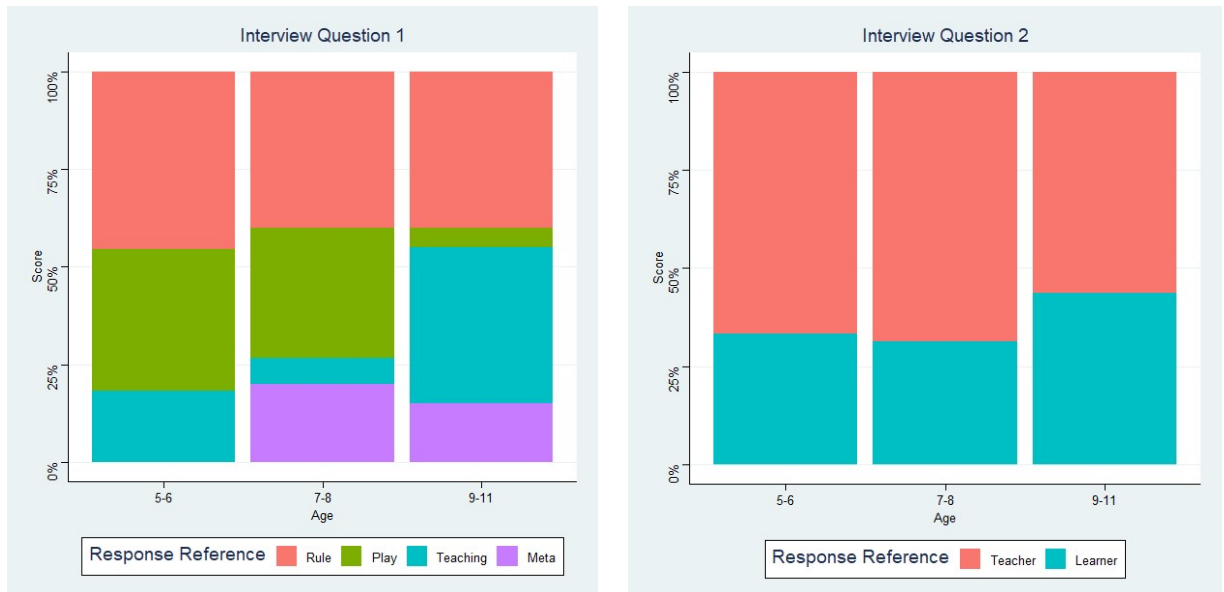 Interview Question 1
100%
75%
50%
25%
0%
Score
5-6 7-8 9-11
Age
Response Reference Rule Play Teaching Meta
Interview Question 2
100%
75%
50%
25%
0%
Score
5-6 7-8 9-11
Age
Response Reference Teacher Learner